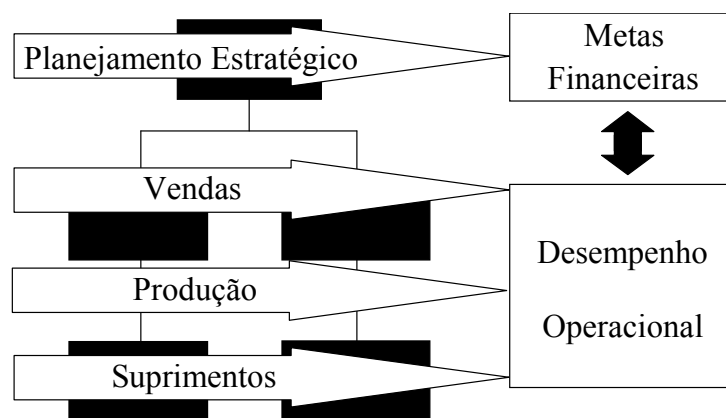 Planejamento Estratégico
Metas
Financeiras
Vendas
Desempenho
Operacional
Produção
Suprimentos